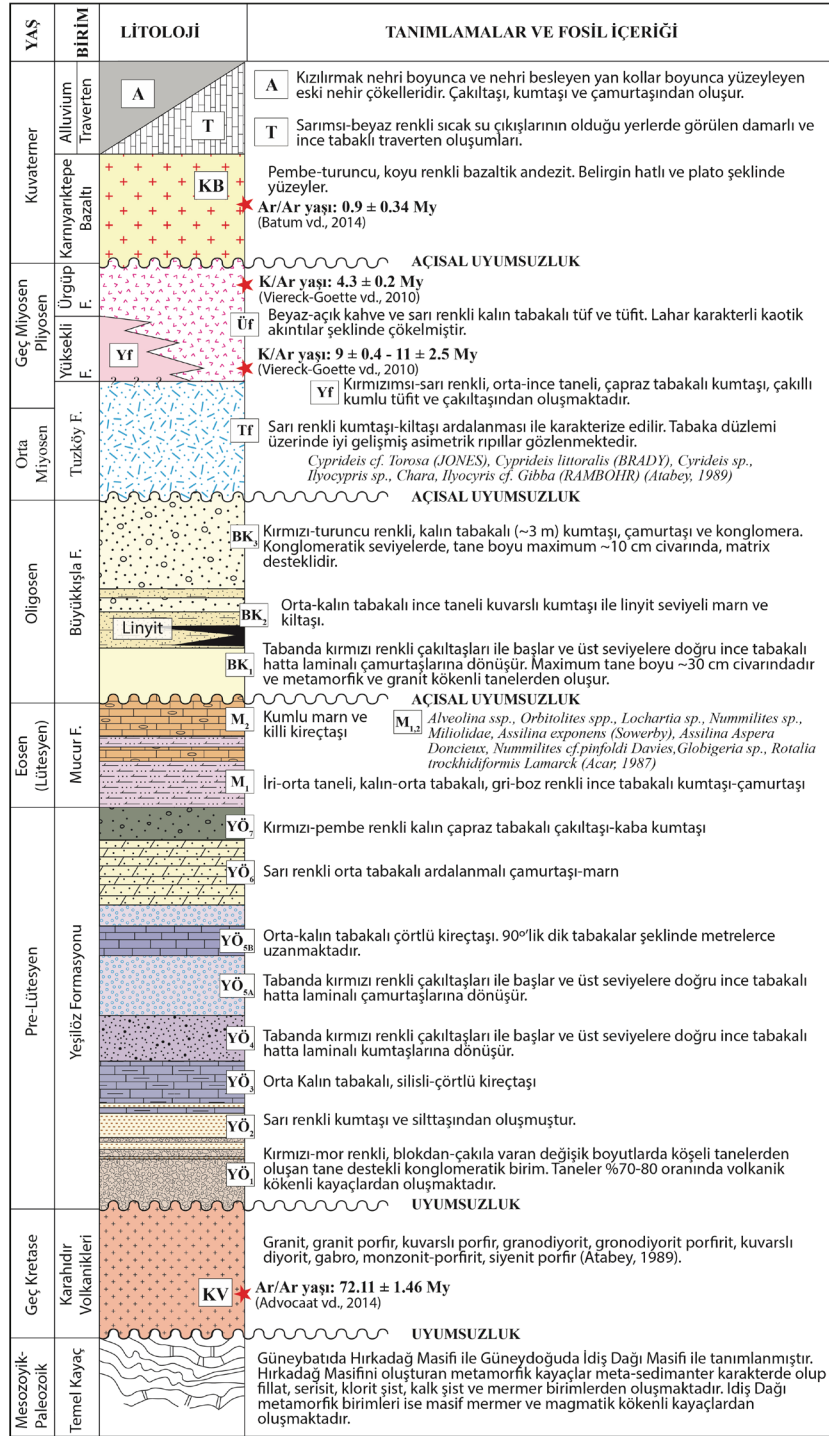 YAŞ
BİRİM
LİTOLOJİ
TANIMLAMALAR VE FOSİL İÇERİĞİ
Kuvaterner
Alluvium
Traverten
A
T
A
Kızılırmak nehri boyunca ve nehri besleyen yan kollar boyunca yüzeyleyen
eski nehir çökelleridir. Çakıltaşı, kumtaşı ve çamurtaşından oluşur.
T
Sarımsı-beyaz renkli sıcak su çıkışlarının olduğu yerlerde görülen damarlı ve
ince tabaklı traverten oluşumları.
Karnıyarıktepe
Bazaltı
KB
Pembe-turuncu, koyu renkli bazaltik andezit. Belirgin hatlı ve plato şeklinde
yüzeyler.
Ar/Ar yaşı: 0.9 ± 0.34 My
(Batum vd., 2014)
AÇISAL UYUMSUZLUK
Geç Miyosen
Pliyosen
Ürgüp
F.
K/Ar yaşı: 4.3 ± 0.2 My
(Viereck-Goette vd., 2010)
Üf
Beyaz-açık kahve ve sarı renkli kalın tabakalı tüf ve tüfit. Lahar karakterli kaotik
akıntılar şeklinde çökelmiştir.
Yüksekli
F.
Yf
K/Ar yaşı: 9 ± 0.4 - 11 ± 2.5 My
(Viereck-Goette vd., 2010)
Yf
Kırmızımsı-sarı renkli, orta-ince taneli, çapraz tabakalı kumtaşı, çakıllı
kumlu tüfit ve çakıltaşından oluşmaktadır.
? ?
Orta
Miyosen
Tuzköy F.
Tf
Sarı renkli kumtaşı-kiltaşı ardalanması ile karakterize edilir. Tabaka düzlemi
üzerinde iyi gelişmiş asimetrik rıpıllar gözlenmektedir.
Cyprideis cf. Torosa (JONES), Cyprideis littoralis (BRADY), Cyrideis sp.,
Ilyocypris sp., Chara, Ilyocyris cf. Gibba (RAMBOHR) (Atabey, 1989)
AÇISAL UYUMSUZLUK
Oligosen
Büyükkışla F.
BK3
Kırmızı-turuncu renkli, kalın tabakalı (~3 m) kumtaşı, çamurtaşı ve konglomera.
Konglomeratik seviyelerde, tane boyu maximum ~10 cm civarında, matrix
desteklidir.
BK2
Orta-kalın tabakalı ince taneli kuvarslı kumtaşı ile linyit seviyeli marn ve
kiltaşı.
Linyit
BK1
Tabanda kırmızı renkli çakıltaşları ile başlar ve üst seviyelere doğru ince tabakalı
hatta laminalı çamurtaşlarına dönüşür. Maximum tane boyu ~30 cm civarındadır
ve metamorfik ve granit kökenli tanelerden oluşur.
AÇISAL UYUMSUZLUK
Eosen
(Lütesyen)
Mucur F.
M2
Kumlu marn ve
killi kireçtaşı
M1,2
Alveolina ssp., Orbitolites spp., Lochartia sp., Nummilites sp.,
Miliolidae, Assilina exponens (Sowerby), Assilina Aspera
Doncieux, Nummilites cf.pinfoldi Davies,Globigeria sp., Rotalia
trockhidiformis Lamarck (Acar, 1987)
M1
İri-orta taneli, kalın-orta tabakalı, gri-boz renkli ince tabakalı kumtaşı-çamurtaşı
Pre-Lütesyen
Yeşilöz Formasyonu
YÖ7
Kırmızı-pembe renkli kalın çapraz tabakalı çakıltaşı-kaba kumtaşı
YÖ6
Sarı renkli orta tabakalı ardalanmalı çamurtaşı-marn
YÖ5B
Orta-kalın tabakalı çörtlü kireçtaşı. 90º'lik dik tabakalar şeklinde metrelerce
uzanmaktadır.
YÖ5A
Tabanda kırmızı renkli çakıltaşları ile başlar ve üst seviyelere doğru ince tabakalı
hatta laminalı çamurtaşlarına dönüşür.
YÖ4
Tabanda kırmızı renkli çakıltaşları ile başlar ve üst seviyelere doğru ince tabakalı
hatta laminalı kumtaşlarına dönüşür.
YÖ3
Orta Kalın tabakalı, silisli-çörtlü kireçtaşı
YÖ2
Sarı renkli kumtaşı ve silttaşından oluşmuştur.
YÖ1
Kırmızı-mor renkli, blokdan-çakıla varan değişik boyutlarda köşeli tanelerden
oluşan tane destekli konglomeratik birim. Taneler %70-80 oranında volkanik
kökenli kayaçlardan oluşmaktadır.
UYUMSUZLUK
Geç Kretase
Karahıdır
Volkanikleri
KV
Granit, granit porfir, kuvarslı porfir, granodiyorit, gronodiyorit porfirit, kuvarslı
diyorit, gabro, monzonit-porfirit, siyenit porfir (Atabey, 1989).
Ar/Ar yaşı: 72.11 ± 1.46 My
(Advocaat vd., 2014)
UYUMSUZLUK
Mesozoyik-
Paleozoik
Temel Kayaç
Güneybatıda Hırkadağ Masifi ile Güneydoğuda İdiş Dağı Masifi ile tanımlanmıştır.
Hırkadağ Masifini oluşturan metamorfik kayaçlar meta-sedimanter karakterde olup
fillat, serisit, klorit şist, kalk şist ve mermer birimlerden oluşmaktadır. Idiş Dağı
metamorfik birimleri ise masif mermer ve magmatik kökenli kayaçlardan
oluşmaktadır.